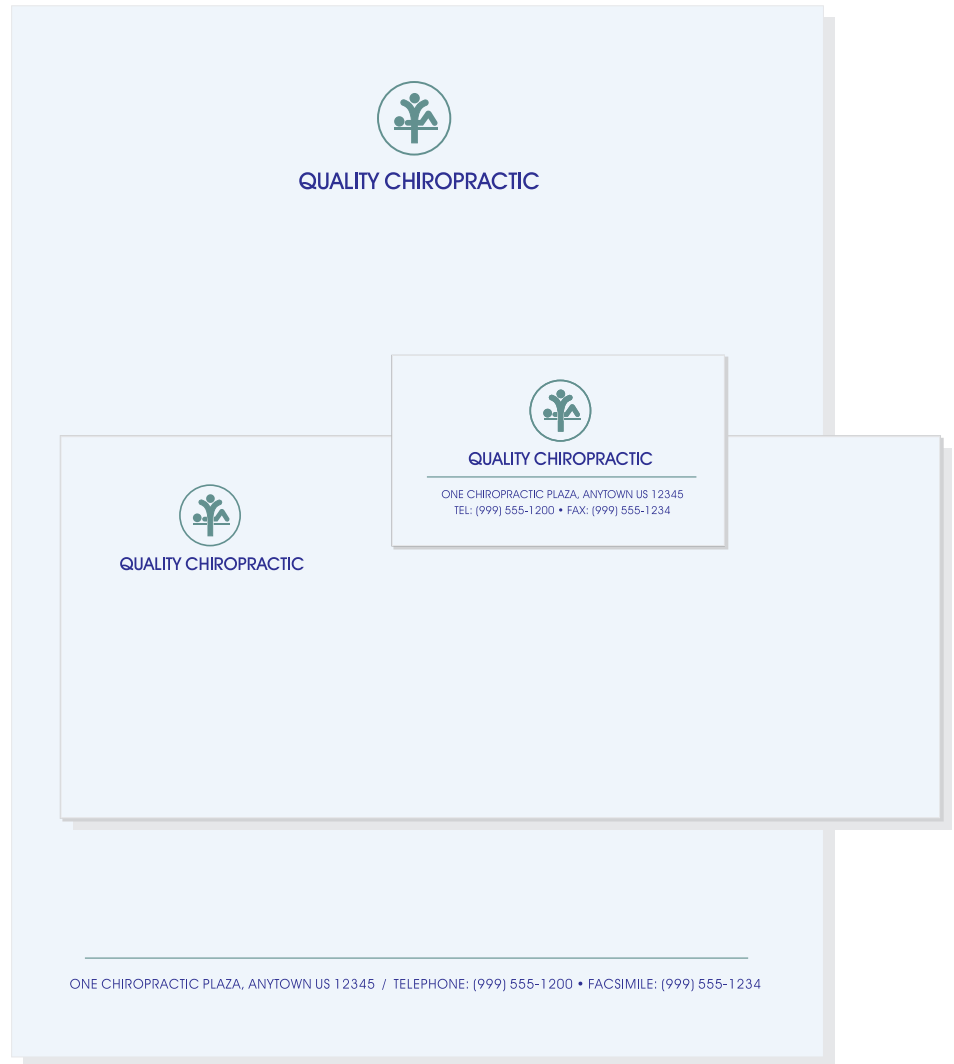 QUALITY CHIROPRACTIC
QUALITY CHIROPRACTIC
ONE CHIROPRACTIC PLAZA, ANYTOWN US 12345
TEL: (999) 555-1200 • FAX: (999) 555-1234
QUALITY CHIROPRACTIC
ONE CHIROPRACTIC PLAZA, ANYTOWN US 12345 / TELEPHONE: (999) 555-1200 • FACSIMILE: (999) 555-1234